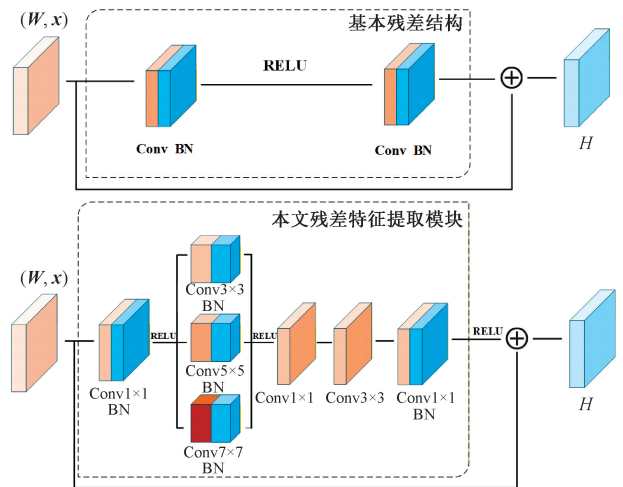 (W, x)
基本残差结构
RELU
Conv BN
Conv BN
H
本文残差特征提取模块
(W, x)
Conv3×3
BN
RELU
RELU
RELU
Conv5×5
BN
Conv1×1
BN
Conv1×1
Conv3×3
Conv1×1
BN
H
Conv7×7
BN